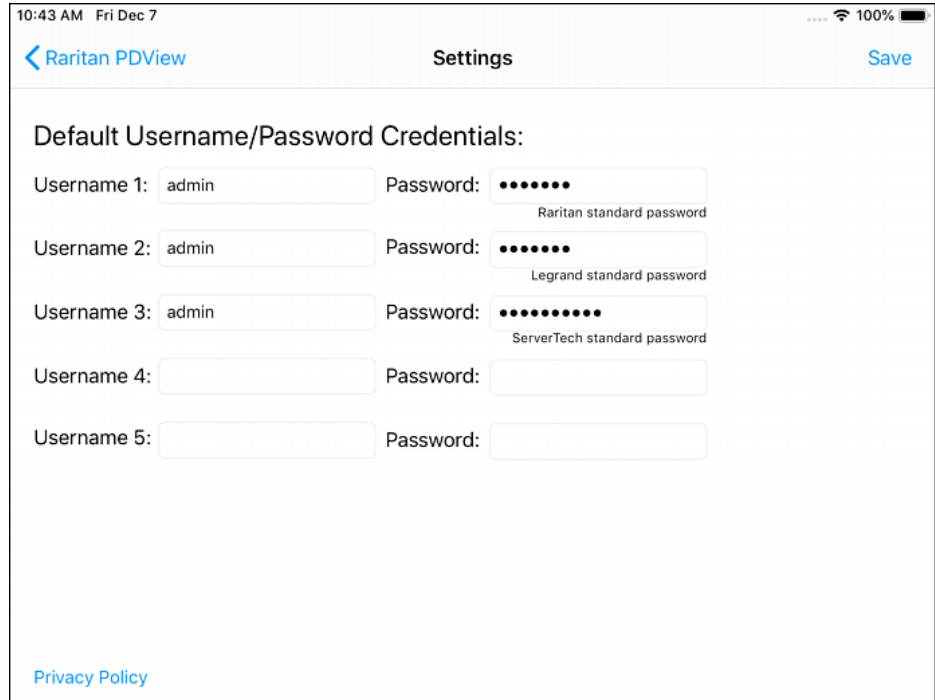 10:43 AM Fri Dec 7 100%
Raritan PDView Settings Save
Default Username/Password Credentials:
Username 1: admin Password: •••••••
Raritan standard password
Username 2: admin Password: •••••••
Legrand standard password
Username 3: admin Password: ••••••••••
ServerTech standard password
Username 4: Password:
Username 5: Password:
Privacy Policy